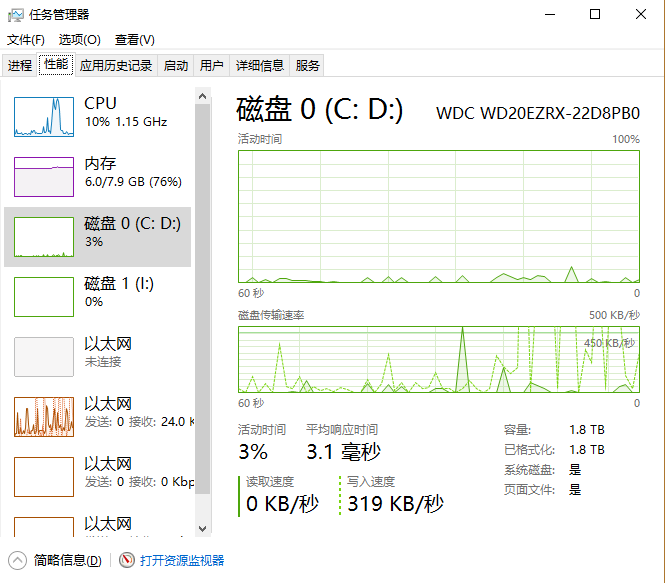 任务管理器
文件(F) 选项(O) 查看(V)
进程 性能 应用历史记录 启动 用户 详细信息 服务
CPU
10% 1.15 GHz
内存
6.0/7.9 GB (76%)
磁盘 0 (C: D:)
3%
磁盘 1 (I:)
0%
以太网
未连接
以太网
发送: 0 接收: 24.0 K
以太网
发送: 0 接收: 0 Kbp
以太网
磁盘 0 (C: D:) WDC WD20EZRX-22D8PB0
活动时间 100%
60 秒 0
磁盘传输速率 500 KB/秒
450 KB/秒
60 秒 0
活动时间 平均响应时间
3% 3.1 毫秒
读取速度 写入速度
0 KB/秒 319 KB/秒
容量: 1.8 TB
已格式化: 1.8 TB
系统磁盘: 是
页面文件: 是
简略信息(D) 打开资源监视器